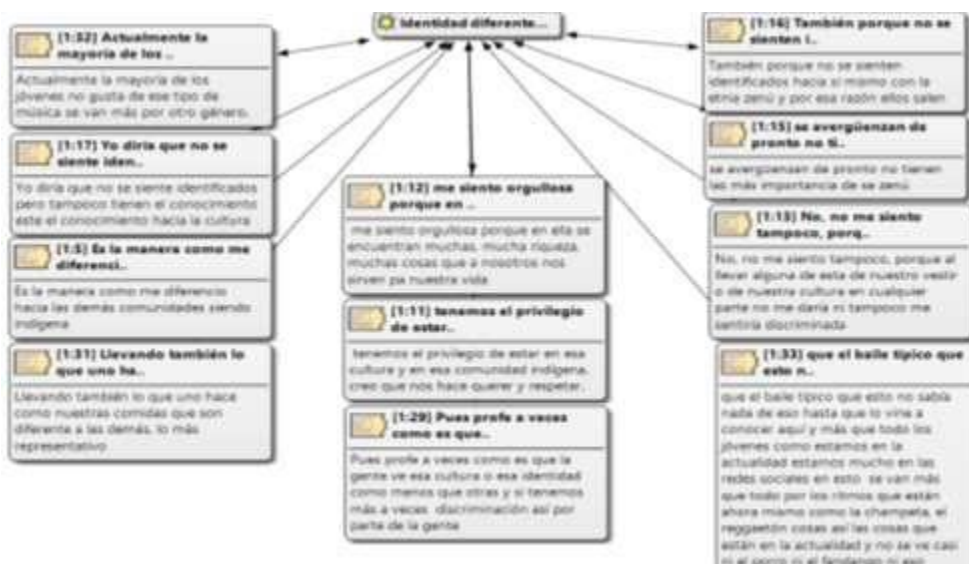 Identidad diferente...
[1:32] Actualmente la
mayoría de los ..
Actualmente la mayoría de los
jóvenes no gusta de ese tipo de
música se van más por otro género.
[1:17] Yo diría que no se
siente iden..
Yo diría que no se siente identificados
pero tampoco tienen el conocimiento
este el conocimiento hacia la cultura
[1:5] Es la manera como me
diferenci..
Es la manera como me diferencio
hacia las demás comunidades siendo
indígena
[1:31] Llevando también lo
que uno ha..
Llevando también lo que uno hace
como nuestras comidas que son
diferente a las demás, lo más
representativo
[1:12] me siento orgullosa
porque en ..
me siento orgullosa porque en ella se
encuentran muchas, mucha riqueza,
muchas cosas que a nosotros nos
sirven pa nuestra vida
[1:11] tenemos el privilegio
de estar..
tenemos el privilegio de estar en esa
cultura y en esa comunidad indígena,
creo que nos hace querer y respetar.
[1:29] Pues profe a veces
como es que..
Pues profe a veces como es que la
gente ve esa cultura o esa identidad
como menos que otras y si tenemos
más a veces discriminación así por
parte de la gente
[1:16] También porque no se
sienten i..
También porque no se sienten
identificados hacia sí mismo con la
etnia zenú y por esa razón ellos salen
[1:15] se avergüenzan de
pronto no ti..
se avergüenzan de pronto no tienen
las más importancia de se zenú.
[1:13] No, no me siento
tampoco, porq..
No, no me siento tampoco, porque al
llevar alguna de esta de nuestro vestir
o de nuestra cultura en cualquier
parte no me daría ni tampoco me
sentiría discriminada
[1:33] que el baile típico que
esto n..
que el baile típico que esto no sabía
nada de eso hasta que lo vine a
conocer aquí y más que todo los
jóvenes como estamos en la
actualidad estamos mucho en las
redes sociales en esto se van más
que todo por los ritmos que están
ahora mismo como la champeta, el
reggaetón cosas así las cosas que
están en la actualidad y no se ve casi
ni el porro ni el fandango ni eso